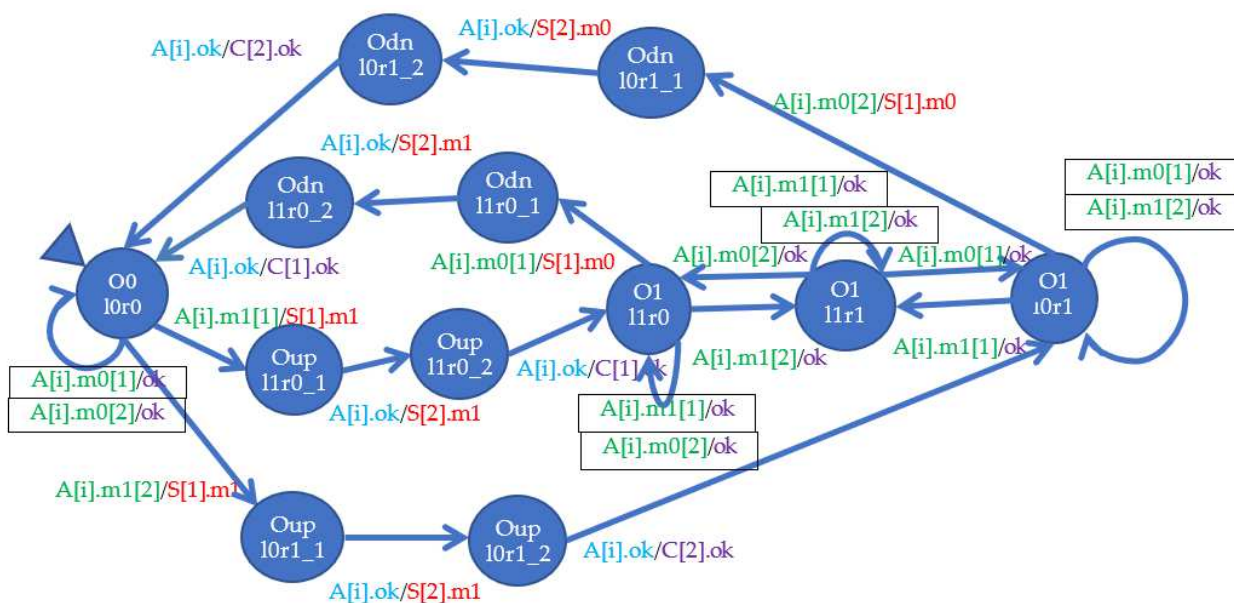 A[i].ok/S[2].m0
A[i].ok/C[2].ok
Odn
l0r1_2
Odn
l0r1_1
A[i].m0[2]/S[1].m0
A[i].ok/S[2].m1
Odn
l1r0_2
Odn
l1r0_1
A[i].m1[1]/ok
A[i].m1[2]/ok
A[i].m0[1]/ok
A[i].m1[2]/ok
A[i].ok/C[1].ok
A[i].m0[1]/S[1].m0
A[i].m0[2]/ok
A[i].m0[1]/ok
O0
l0r0
O1
l1r0
O1
l1r1
O1
l0r1
A[i].m1[1]/S[1].m1
Oup
l1r0_1
Oup
l1r0_2
A[i].ok/C[1].ok
A[i].m1[2]/ok
A[i].m1[1]/ok
A[i].m0[1]/ok
A[i].m0[2]/ok
A[i].ok/S[2].m1
A[i].m1[1]/ok
A[i].m0[2]/ok
A[i].m1[2]/S[1].m1
Oup
l0r1_1
Oup
l0r1_2
A[i].ok/C[2].ok
A[i].ok/S[2].m1